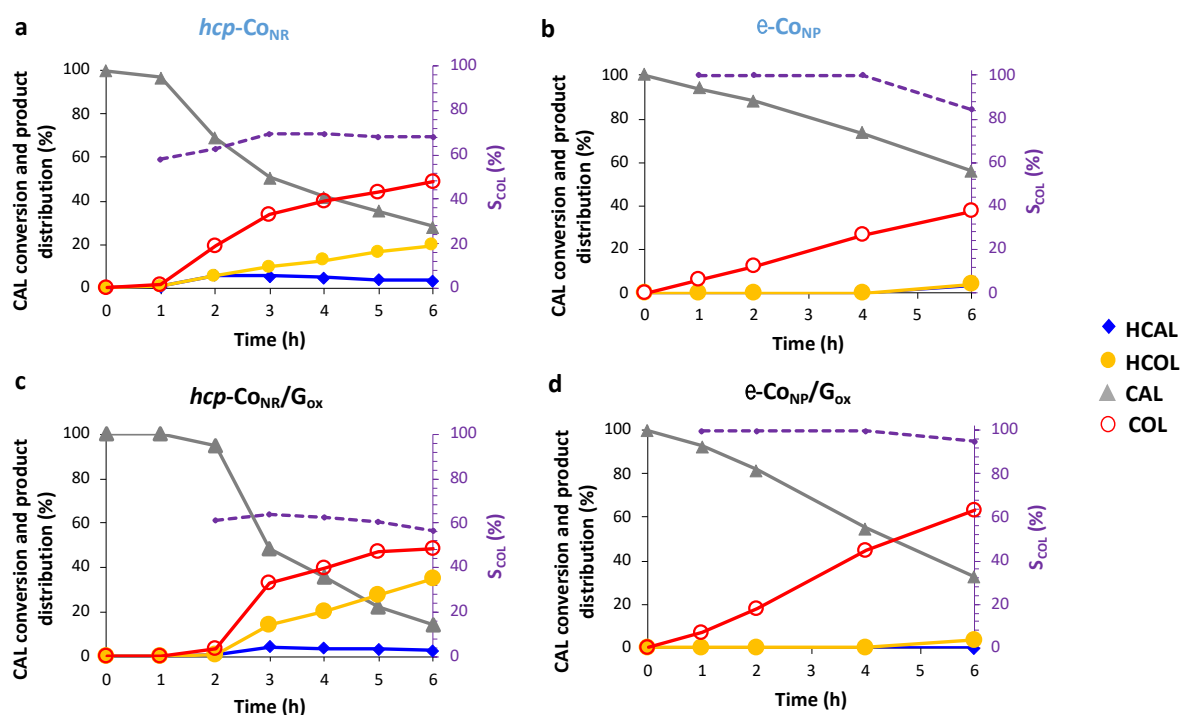 a
hcp-CoNR
CAL conversion and product
distribution (%)
100
80
60
40
20
0
0 1 2 3 4 5 6
Time (h)
100
80
60
40
20
0
SCOL (%)
b
e-CoNP
CAL conversion and product
distribution (%)
100
80
60
40
20
0
0 1 2 3 4 5 6
Time (h)
100
80
60
40
20
0
SCOL (%)
HCAL
HCOL
CAL
COL
c
hcp-CoNR/Gox
CAL conversion and product
distribution (%)
100
80
60
40
20
0
0 1 2 3 4 5 6
Time (h)
100
80
60
40
20
0
SCOL (%)
d
e-CoNP/Gox
CAL conversion and product
distribution (%)
100
80
60
40
20
0
0 1 2 3 4 5 6
Time (h)
100
80
60
40
20
0
SCOL (%)